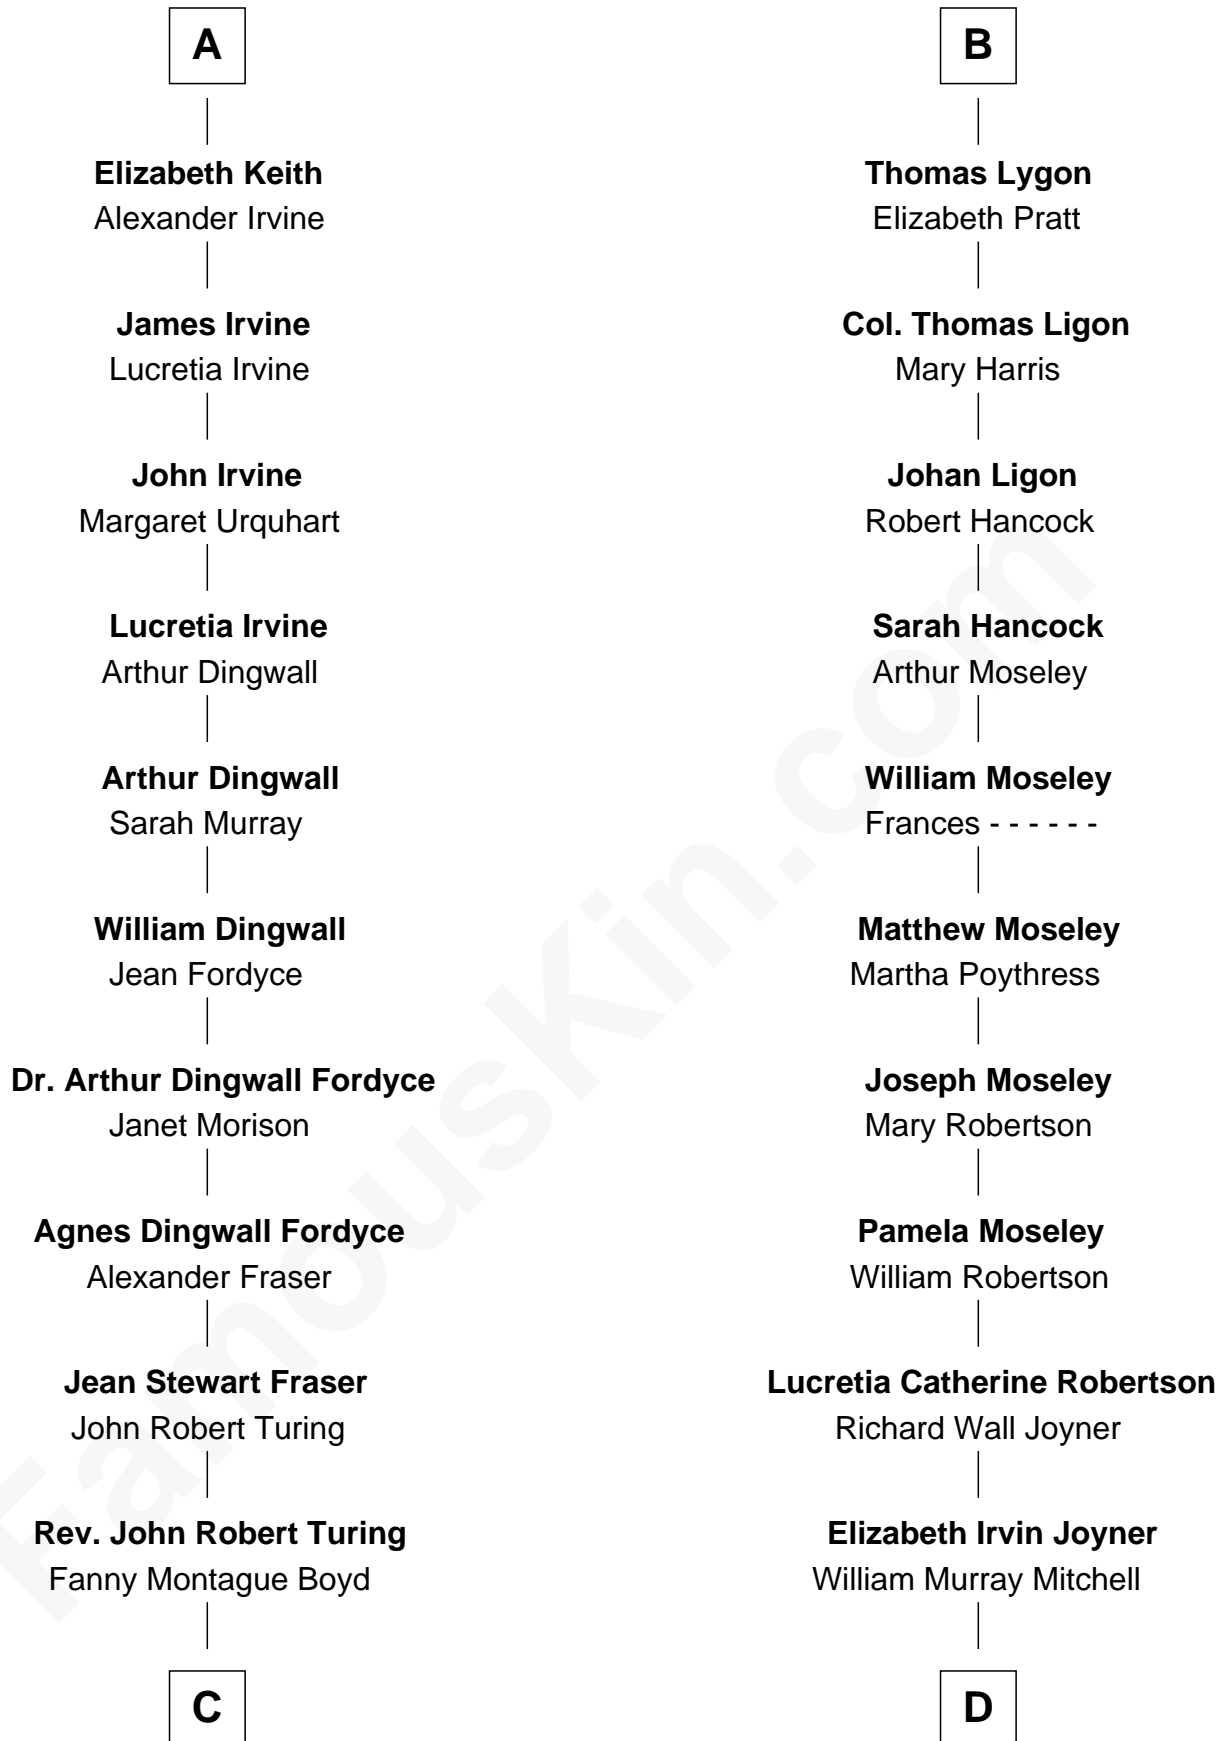 A
Elizabeth Keith
Alexander Irvine
James Irvine
Lucretia Irvine
John Irvine
Margaret Urquhart
Lucretia Irvine
Arthur Dingwall
Arthur Dingwall
Sarah Murray
William Dingwall
Jean Fordyce
Dr. Arthur Dingwall Fordyce
Janet Morison
Agnes Dingwall Fordyce
Alexander Fraser
Jean Stewart Fraser
John Robert Turing
Rev. John Robert Turing
Fanny Montague Boyd
C
B
Thomas Lygon
Elizabeth Pratt
Col. Thomas Ligon
Mary Harris
Johan Ligon
Robert Hancock
Sarah Hancock
Arthur Moseley
William Moseley
Frances - - - - - -
Matthew Moseley
Martha Poythress
Joseph Moseley
Mary Robertson
Pamela Moseley
William Robertson
Lucretia Catherine Robertson
Richard Wall Joyner
Elizabeth Irvin Joyner
William Murray Mitchell
D
FamousKin.com